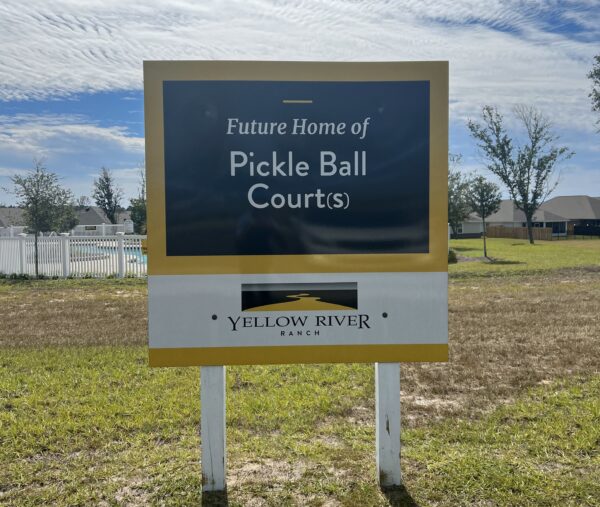 Future Home of
Pickle Ball
Court(s)
YELLOW RIVER
RANCH